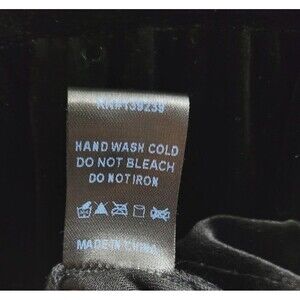 HAND WASH COLD
DO NOT BLEACH
DO NOT IRON
MADE IN CHINA